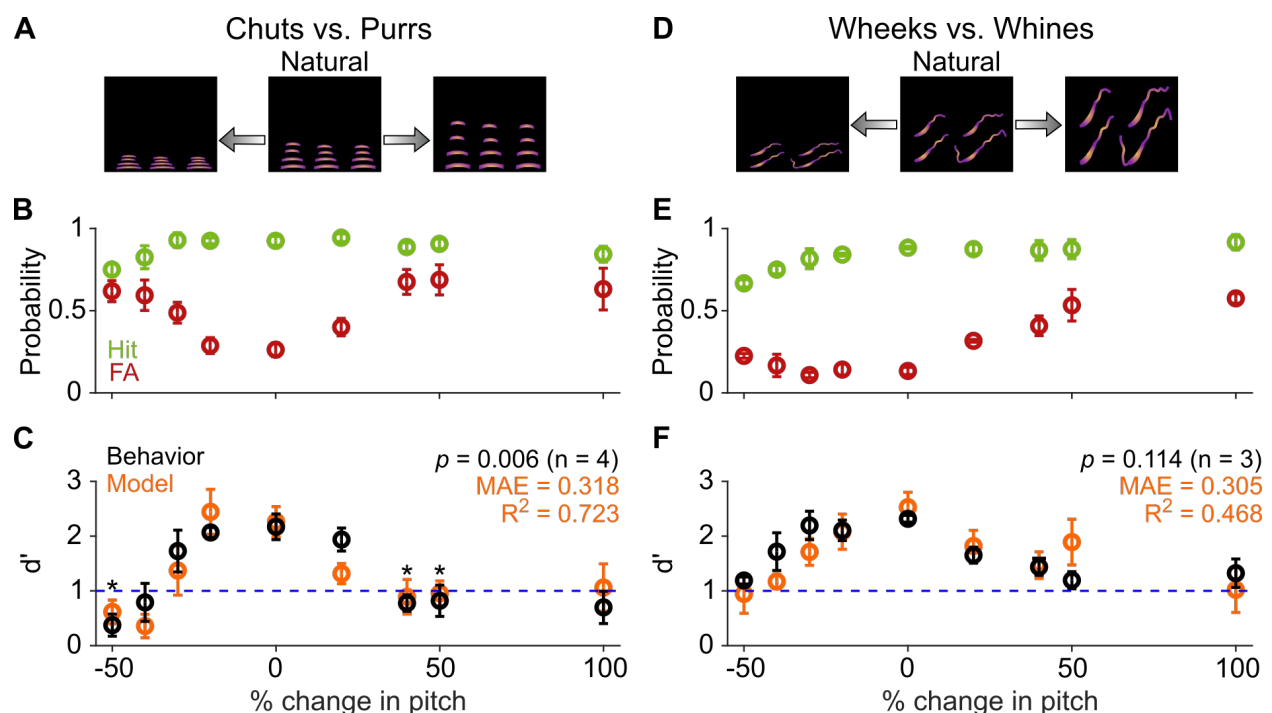 A
Chuts vs. Purrs
Natural
B
Probability
1
0.5
0
Hit
FA
C
Behavior
Model
p = 0.006 (n = 4)
MAE = 0.318
R² = 0.723
d'
3
2
1
0
*
*
*
-50
0
50
100
% change in pitch
D
Wheeks vs. Whines
Natural
E
Probability
1
0.5
0
F
p = 0.114 (n = 3)
MAE = 0.305
R² = 0.468
d'
3
2
1
0
-50
0
50
100
% change in pitch